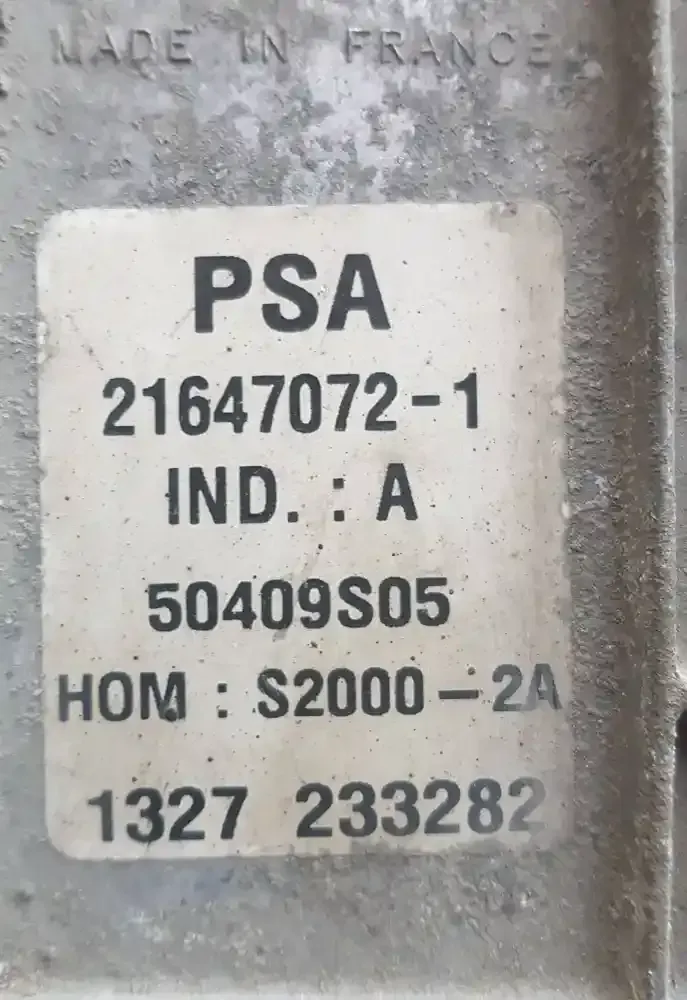 MADE IN FRANCE
PSA
21647072-1
IND. : A
50409S05
HOM : S2000-2A
1327 233282